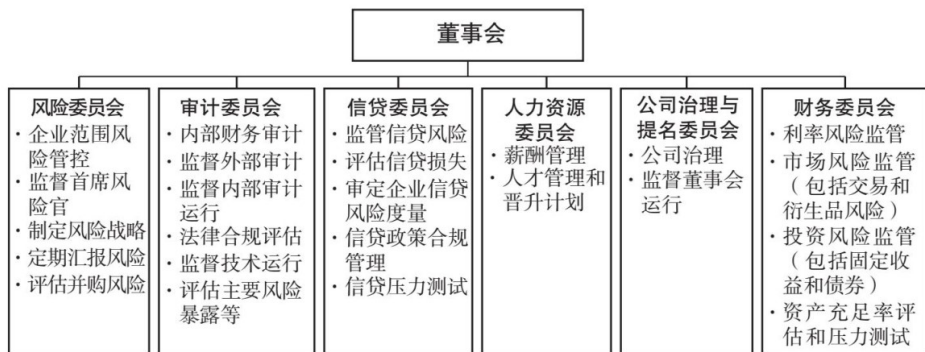 董事会
风险委员会
· 企业范围风
险管控
· 监督首席风
险官
· 制定风险战略
· 定期汇报风险
· 评估并购风险
审计委员会
· 内部财务审计
· 监督外部审计
· 监督内部审计
运行
· 法律合规评估
· 监督技术运行
· 评估主要风险
暴露等
信贷委员会
· 监管信贷风险
· 评估信贷损失
· 审定企业信贷
风险度量
· 信贷政策合规
管理
· 信贷压力测试
人力资源
委员会
· 薪酬管理
· 人才管理和
晋升计划
公司治理与
提名委员会
· 公司治理
· 监督董事会
运行
财务委员会
· 利率风险监管
· 市场风险监管
（包括交易和
衍生品风险）
· 投资风险监管
（包括固定收
益和债券）
· 资产充足率评
估和压力测试